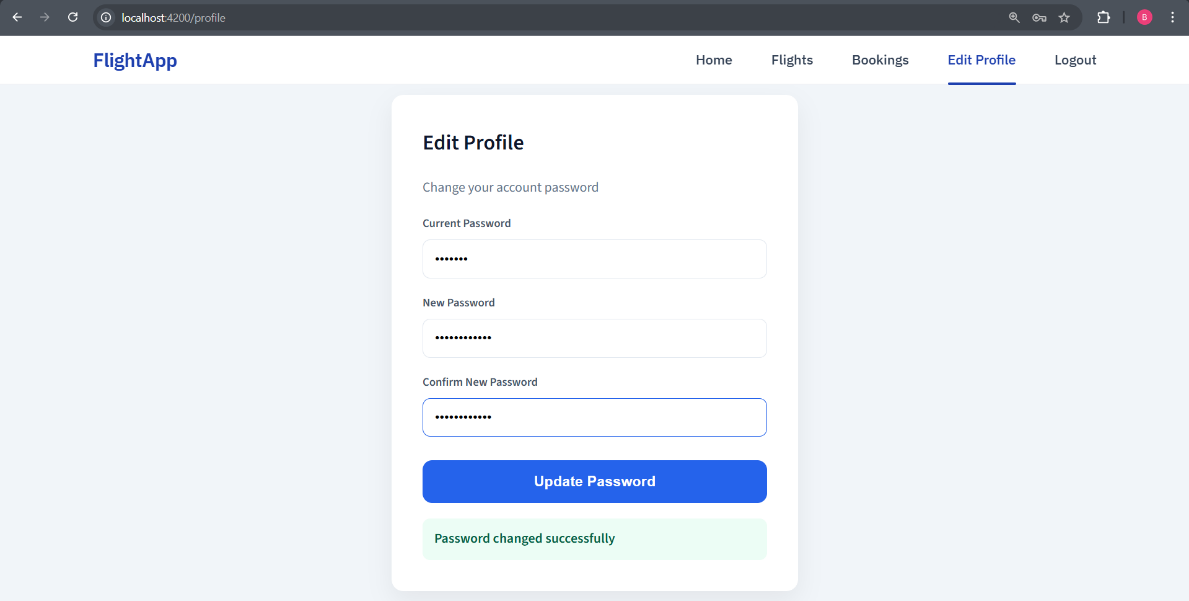 localhost:4200/profile
B
FlightApp
Home Flights Bookings Edit Profile Logout
Edit Profile
Change your account password
Current Password
•••••••
New Password
••••••••••••
Confirm New Password
••••••••••••
Update Password
Password changed successfully